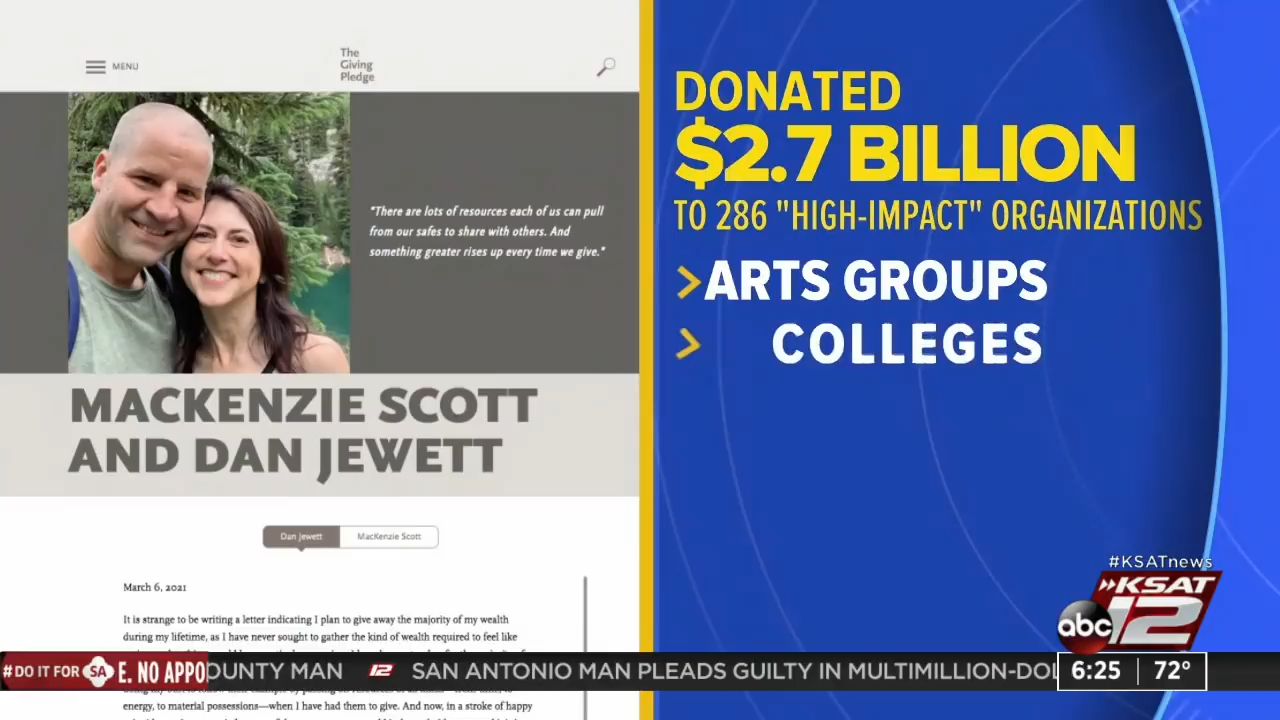 MENU
The
Giving
Pledge
"There are lots of resources each of us can pull
from our safes to share with others. And
something greater rises up every time we give."
MACKENZIE SCOTT
AND DAN JEWETT
Dan Jewett
MacKenzie Scott
March 6, 2021
It is strange to be writing a letter indicating I plan to give away the majority of my wealth
during my lifetime, as I have never sought to gather the kind of wealth required to feel like
energy, to material possessions—when I have had them to give. And now, in a stroke of happy
DONATED
$2.7 BILLION
TO 286 "HIGH-IMPACT" ORGANIZATIONS
ARTS GROUPS
COLLEGES
#KSATnews
KSAT
abc 12
#DO IT FOR SA E. NO APPO
OUNTY MAN 12 SAN ANTONIO MAN PLEADS GUILTY IN MULTIMILLION-DOL
6:25 72°